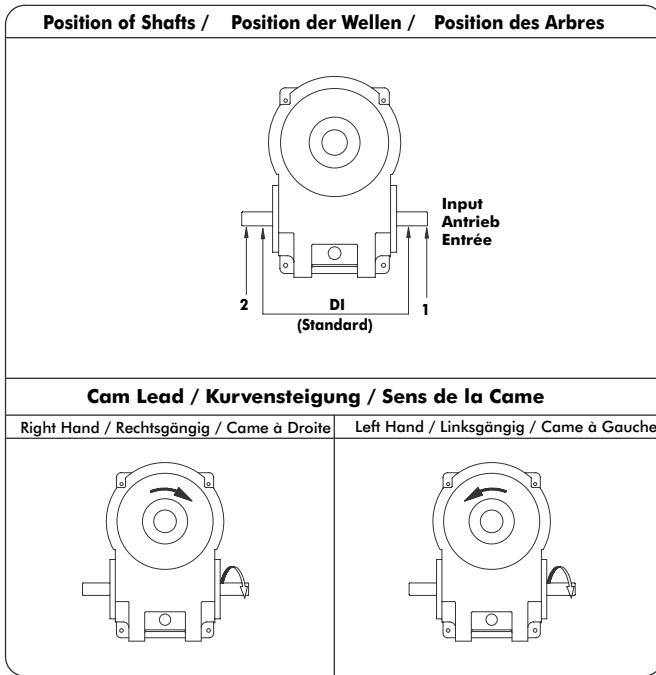 Position of Shafts / Position der Wellen / Position des Arbres
Input
Antrieb
Entrée
2
DI
1
(Standard)
Cam Lead / Kurvensteigung / Sens de la Came
Right Hand / Rechtsgängig / Came à Droite
Left Hand / Linksgängig / Came à Gauche